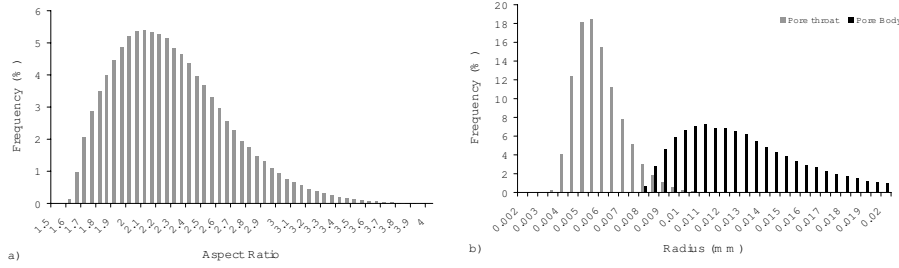 6
5
4
3
2
1
0
Frequency (%)
1.5 1.6 1.7 1.8 1.9 2 2.1 2.2 2.3 2.4 2.5 2.6 2.7 2.8 2.9 3 3.1 3.2 3.3 3.4 3.5 3.6 3.7 3.8 3.9 4
Aspect Ratio
a)
20
18
16
14
12
10
8
6
4
2
0
Frequency (%)
Pore throat Pore Body
0.002 0.003 0.004 0.005 0.006 0.007 0.008 0.009 0.01 0.011 0.012 0.013 0.014 0.015 0.016 0.017 0.018 0.019 0.02
Radius (mm)
b)